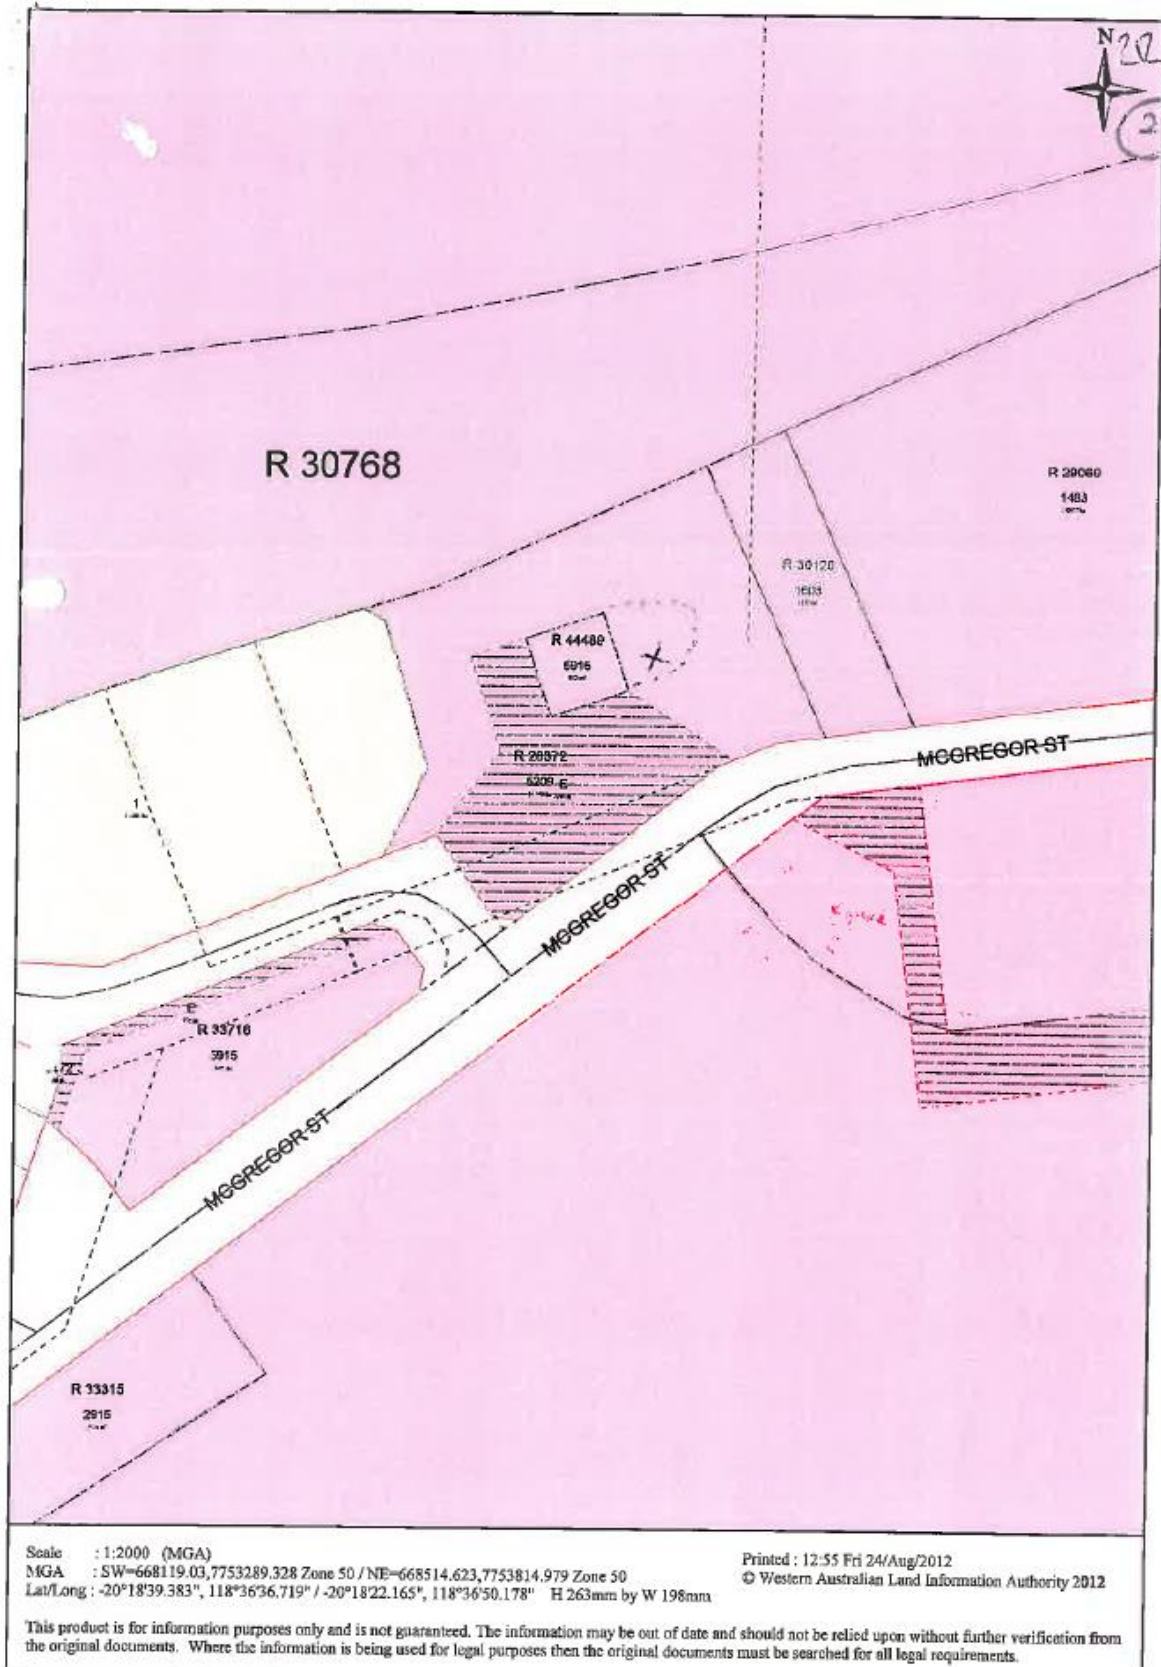 N
2
R 30768
R 29060
1483
R 30120
1603
R 44489
5916
R 26372
5209 E
MCGREGOR ST
MCGREGOR ST
1
E
R 33716
5915
MCGREGOR ST
R 33315
2915
Scale : 1:2000 (MGA)
MGA : SW=668119.03,7753289.328 Zone 50 / NE=668514.623,7753814.979 Zone 50
Lat/Long : -20°18'39.383", 118°36'36.719" / -20°18'22.165", 118°36'50.178" H 263mm by W 198mm
Printed : 12:55 Fri 24/Aug/2012
© Western Australian Land Information Authority 2012
This product is for information purposes only and is not guaranteed. The information may be out of date and should not be relied upon without further verification from
the original documents. Where the information is being used for legal purposes then the original documents must be searched for all legal requirements.